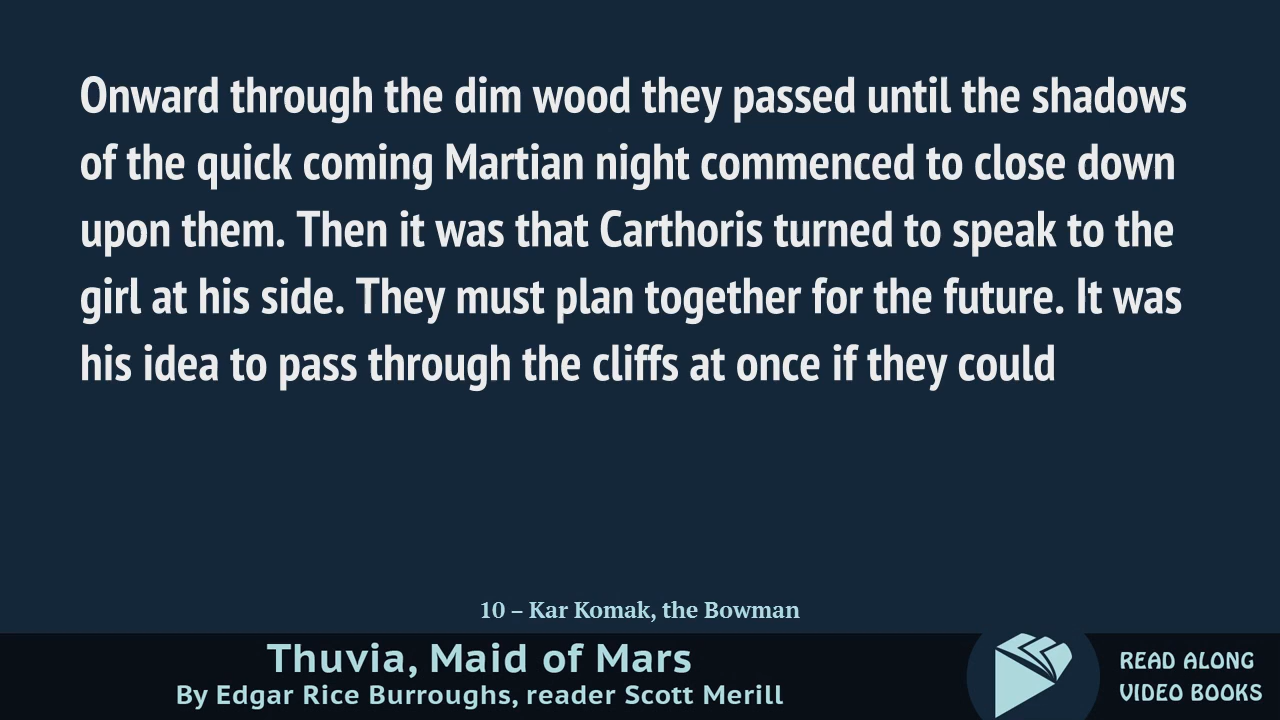 Onward through the dim wood they passed until the shadows
of the quick coming Martian night commenced to close down
upon them. Then it was that Carthoris turned to speak to the
girl at his side. They must plan together for the future. It was
his idea to pass through the cliffs at once if they could
10 – Kar Komak, the Bowman
Thuvia, Maid of Mars
By Edgar Rice Burroughs, reader Scott Merill
READ ALONG
VIDEO BOOKS